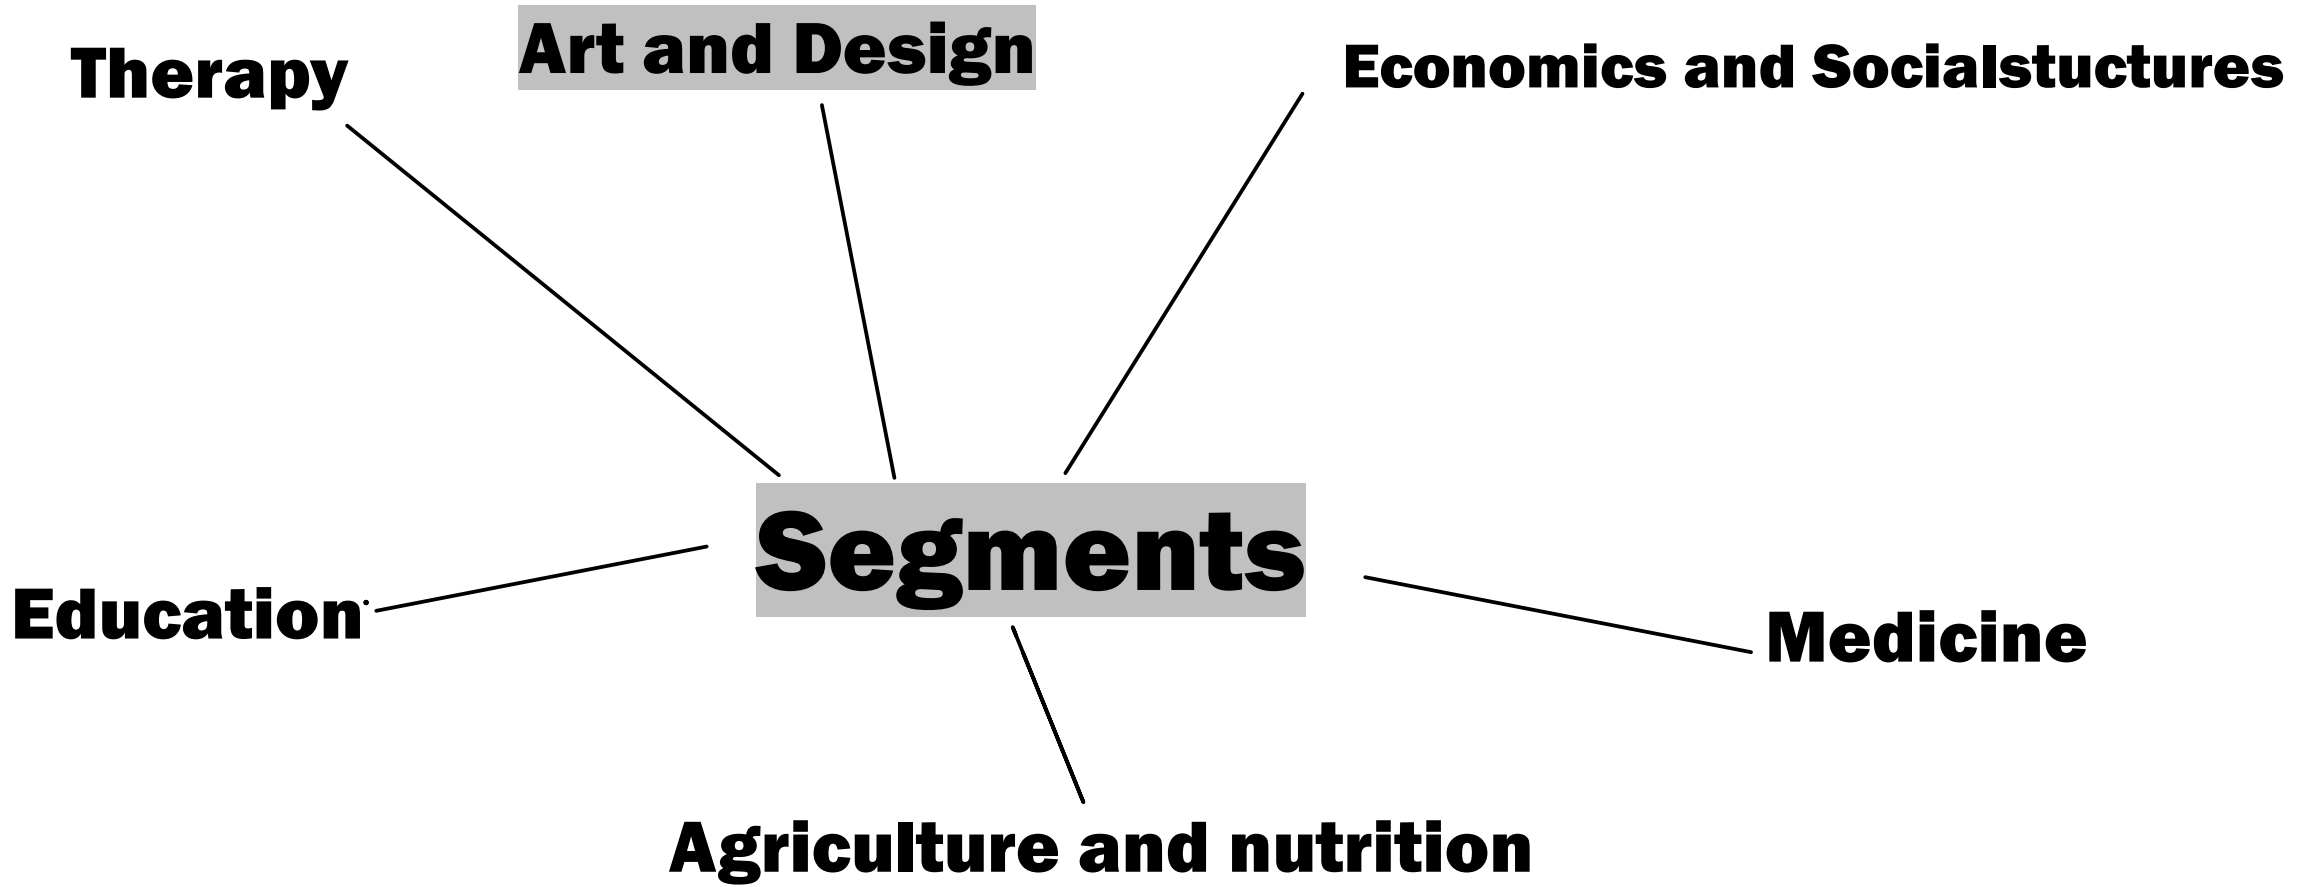 Therapy
Art and Design
Economics and Socialstuctures
Segments
Education
Medicine
Agriculture and nutrition